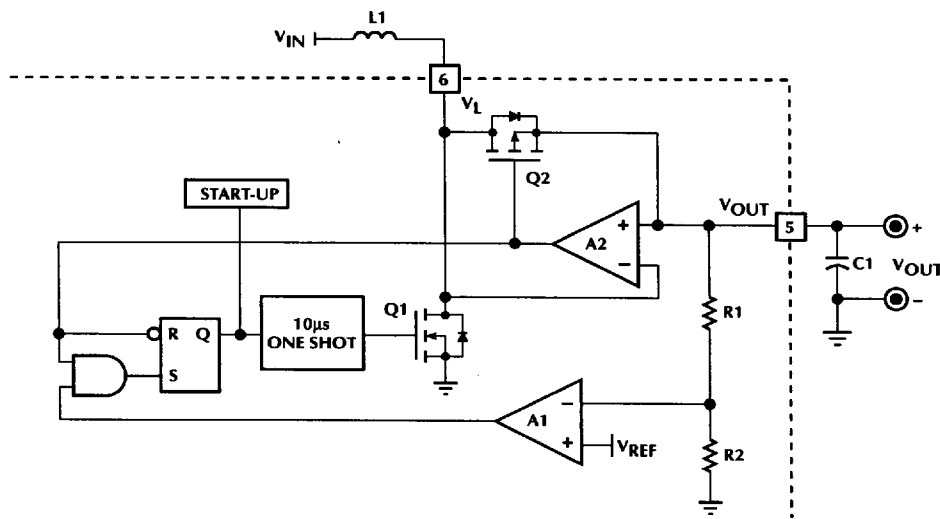 L1
VIN
6
VL
Q2
START-UP
VOUT
5
+
A2
+
−
C1
VOUT
−
Q1
R1
R Q
10µs
ONE SHOT
S
−
A1
+
VREF
R2